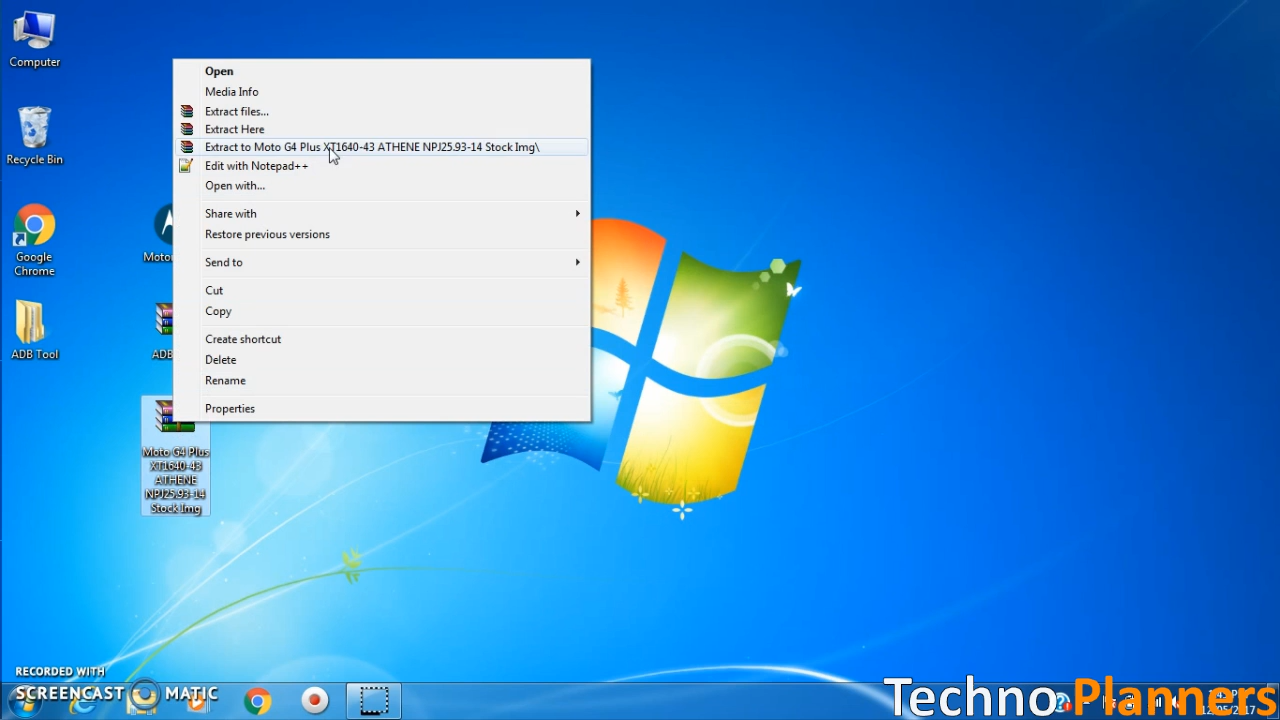 Computer
Recycle Bin
Google
Chrome
ADB Tool
Open
Media Info
Extract files...
Extract Here
Extract to Moto G4 Plus XT1640-43 ATHENE NPJ25.93-14 Stock Img\
Edit with Notepad++
Open with...
Share with
Restore previous versions
Send to
Cut
Copy
Create shortcut
Delete
Rename
Properties
Moto G4 Plus
XT1640-43
ATHENE
NPJ25.93-14
Stock Img
RECORDED WITH
SCREENCAST MATIC
Techno Planners